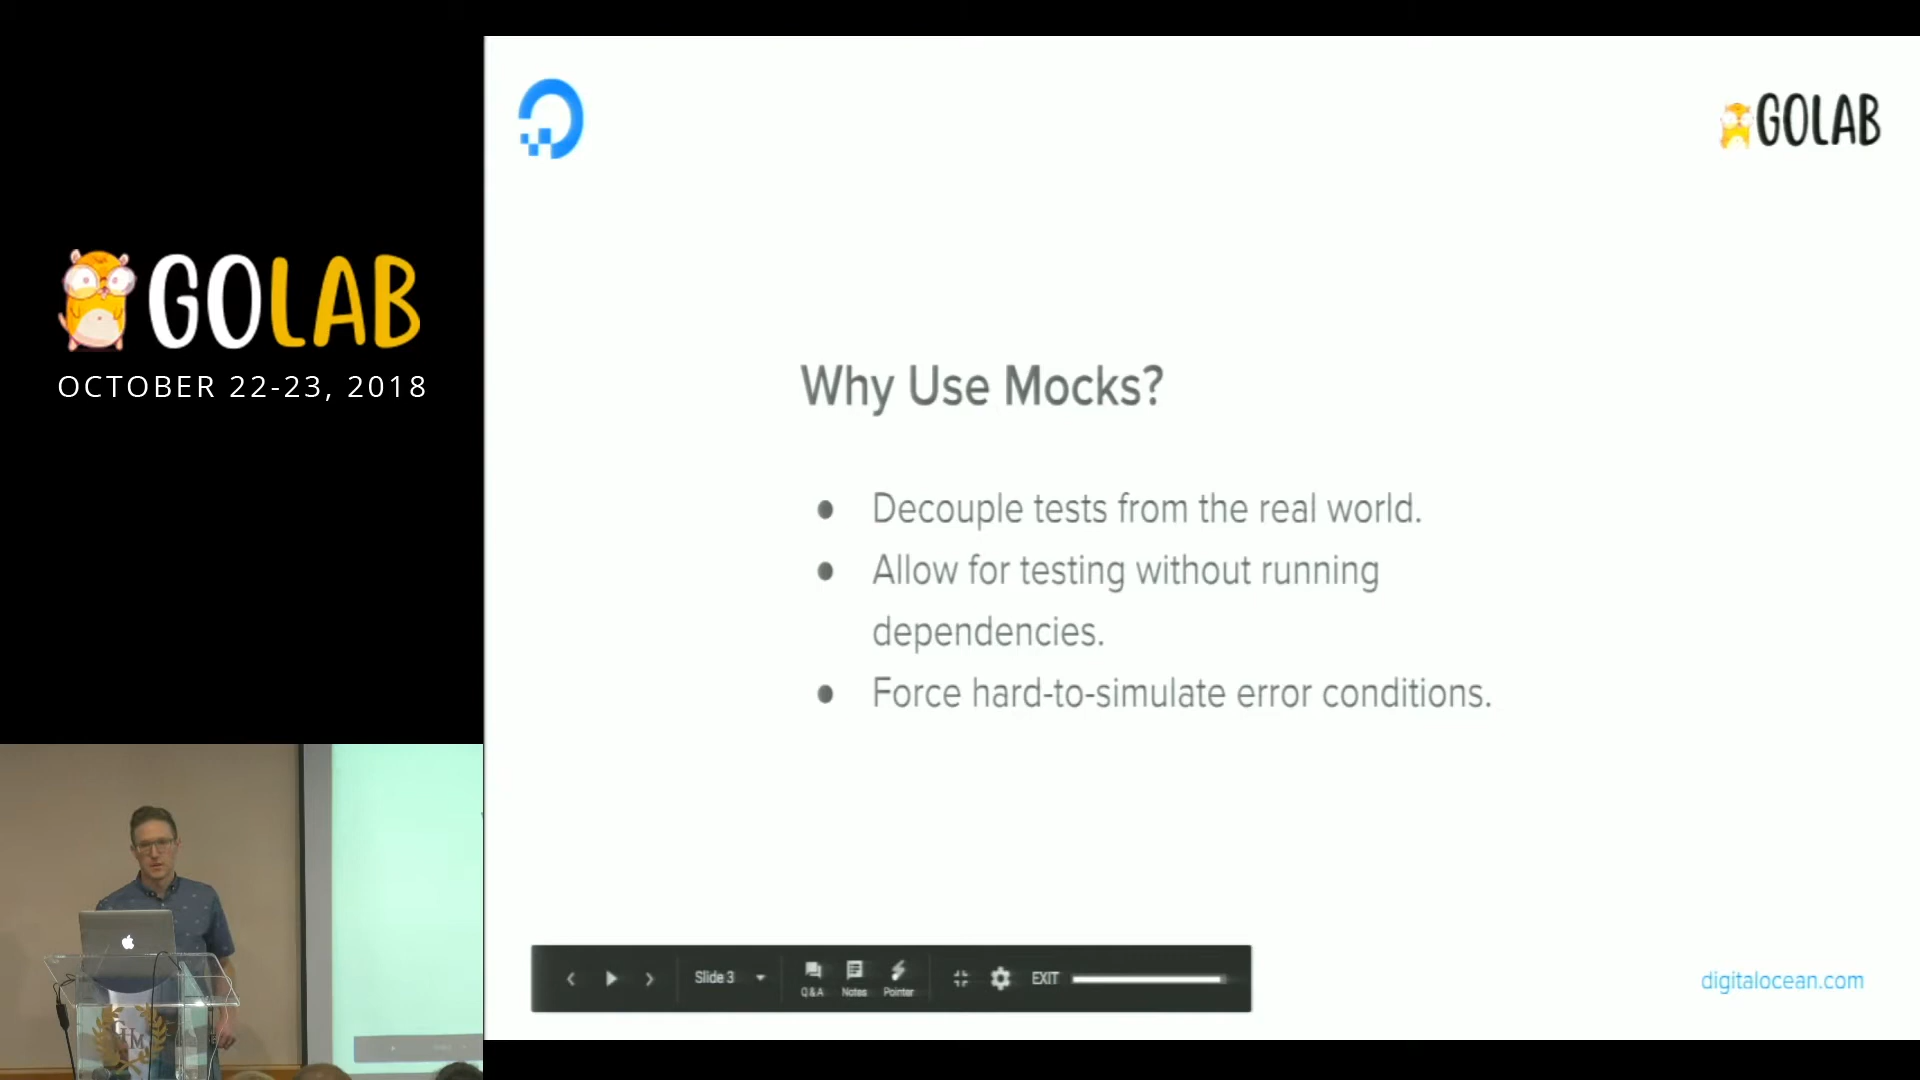 GOLAB
OCTOBER 22-23, 2018
GOLAB
Why Use Mocks?
● Decouple tests from the real world.
● Allow for testing without running
dependencies.
● Force hard-to-simulate error conditions.
Slide 3
Q&A
Notes
Pointer
EXIT
digitalocean.com
HM